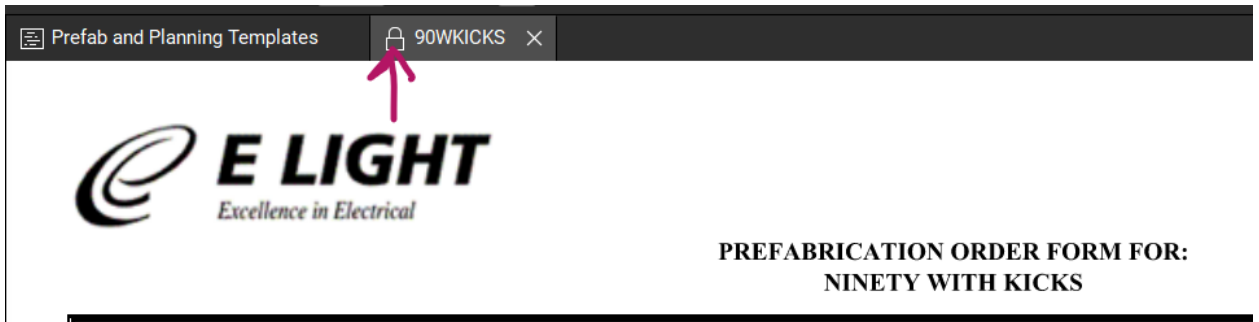 Prefab and Planning Templates
90WKICKS
E LIGHT
Excellence in Electrical
PREFABRICATION ORDER FORM FOR:
NINETY WITH KICKS